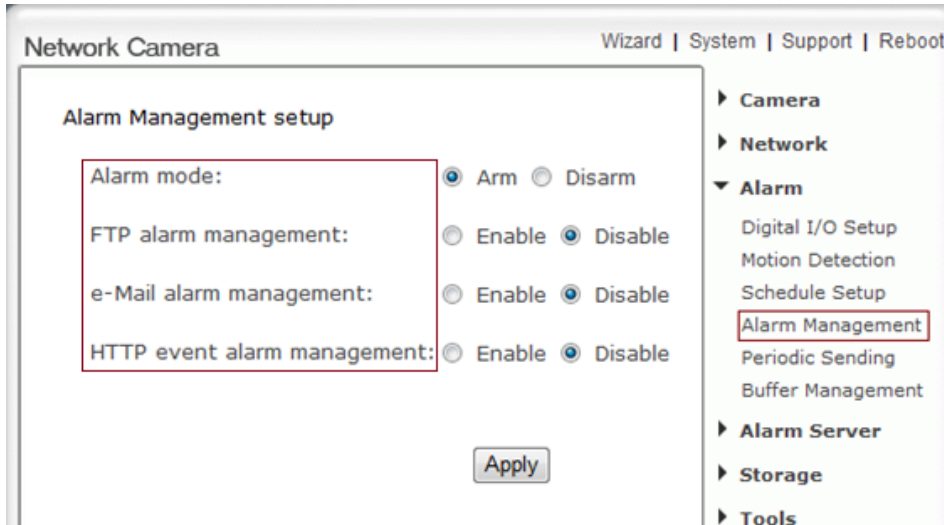 Network Camera
Wizard | System | Support | Reboot
Alarm Management setup
Alarm mode: Arm Disarm
FTP alarm management: Enable Disable
e-Mail alarm management: Enable Disable
HTTP event alarm management: Enable Disable
Apply
Camera
Network
Alarm
Digital I/O Setup
Motion Detection
Schedule Setup
Alarm Management
Periodic Sending
Buffer Management
Alarm Server
Storage
Tools